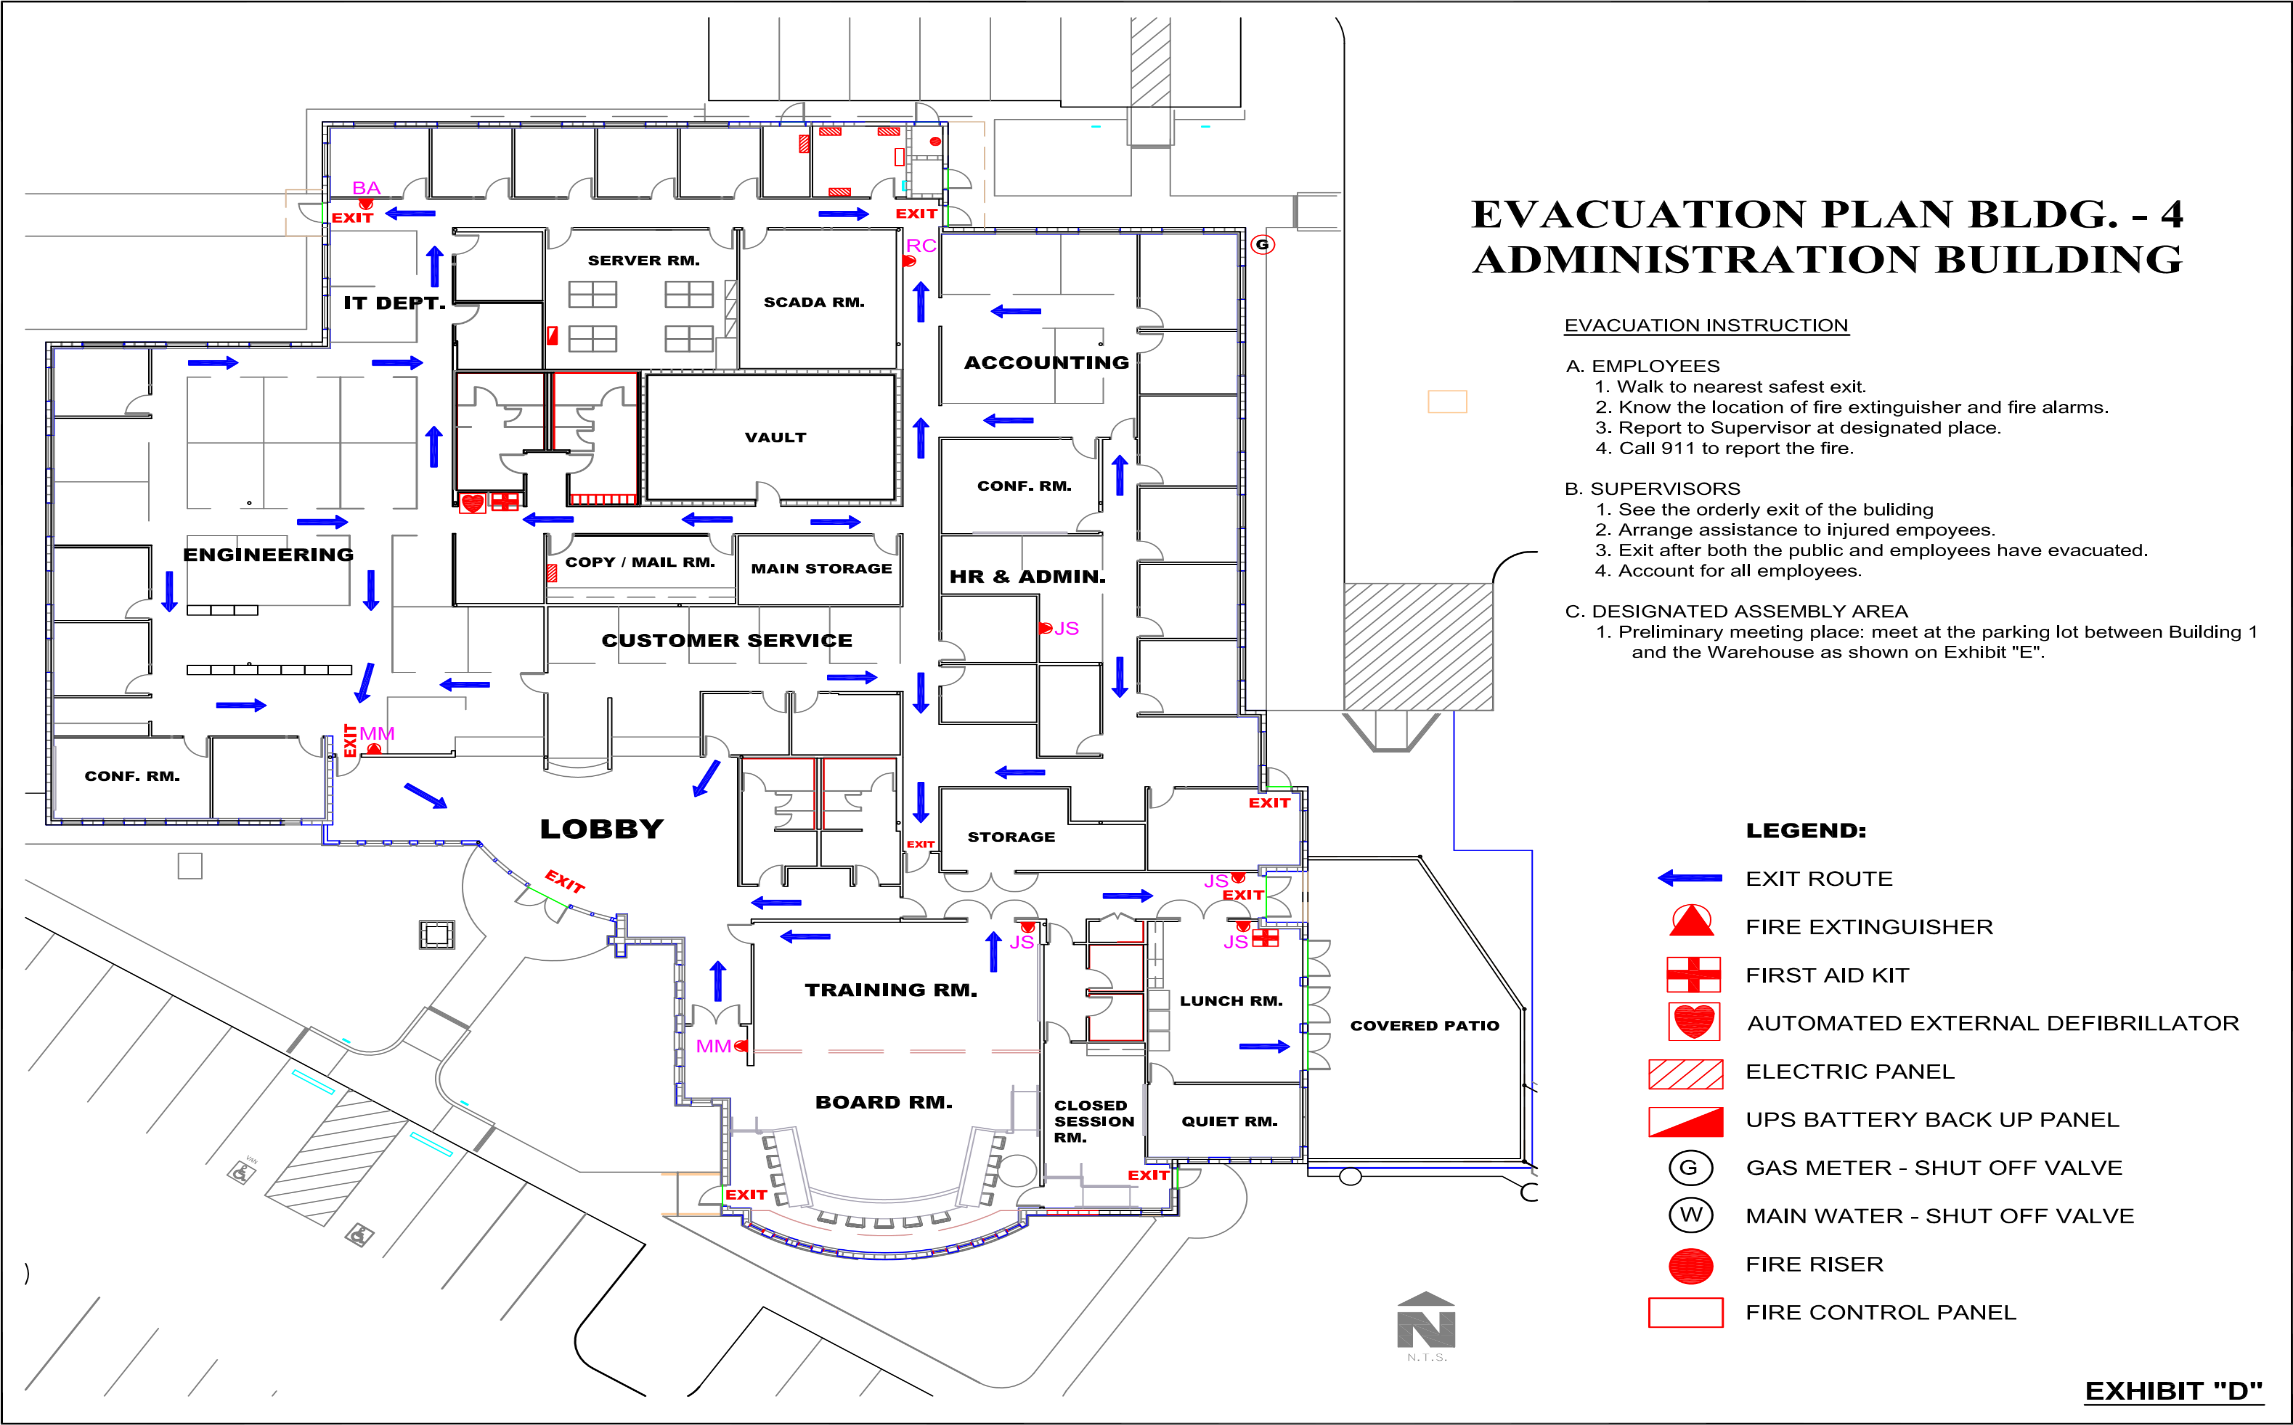 EVACUATION PLAN BLDG. - 4
ADMINISTRATION BUILDING
EVACUATION INSTRUCTION
A. EMPLOYEES
1. Walk to nearest safest exit.
2. Know the location of fire extinguisher and fire alarms.
3. Report to Supervisor at designated place.
4. Call 911 to report the fire.
B. SUPERVISORS
1. See the orderly exit of the buliding
2. Arrange assistance to injured empoyees.
3. Exit after both the public and employees have evacuated.
4. Account for all employees.
C. DESIGNATED ASSEMBLY AREA
1. Preliminary meeting place: meet at the parking lot between Building 1
and the Warehouse as shown on Exhibit "E".
LEGEND:
EXIT ROUTE
FIRE EXTINGUISHER
FIRST AID KIT
AUTOMATED EXTERNAL DEFIBRILLATOR
ELECTRIC PANEL
UPS BATTERY BACK UP PANEL
G GAS METER - SHUT OFF VALVE
W MAIN WATER - SHUT OFF VALVE
FIRE RISER
FIRE CONTROL PANEL
EXHIBIT "D"
N
N.T.S.
BA
EXIT
EXIT
RC
G
SERVER RM.
IT DEPT.
SCADA RM.
ACCOUNTING
VAULT
CONF. RM.
ENGINEERING
COPY / MAIL RM.
MAIN STORAGE
HR & ADMIN.
JS
CUSTOMER SERVICE
EXIT
MM
CONF. RM.
LOBBY
EXIT
STORAGE
EXIT
EXIT
JS
EXIT
JS
JS
TRAINING RM.
LUNCH RM.
COVERED PATIO
MM
BOARD RM.
CLOSED
SESSION
RM.
QUIET RM.
EXIT
EXIT
VAN